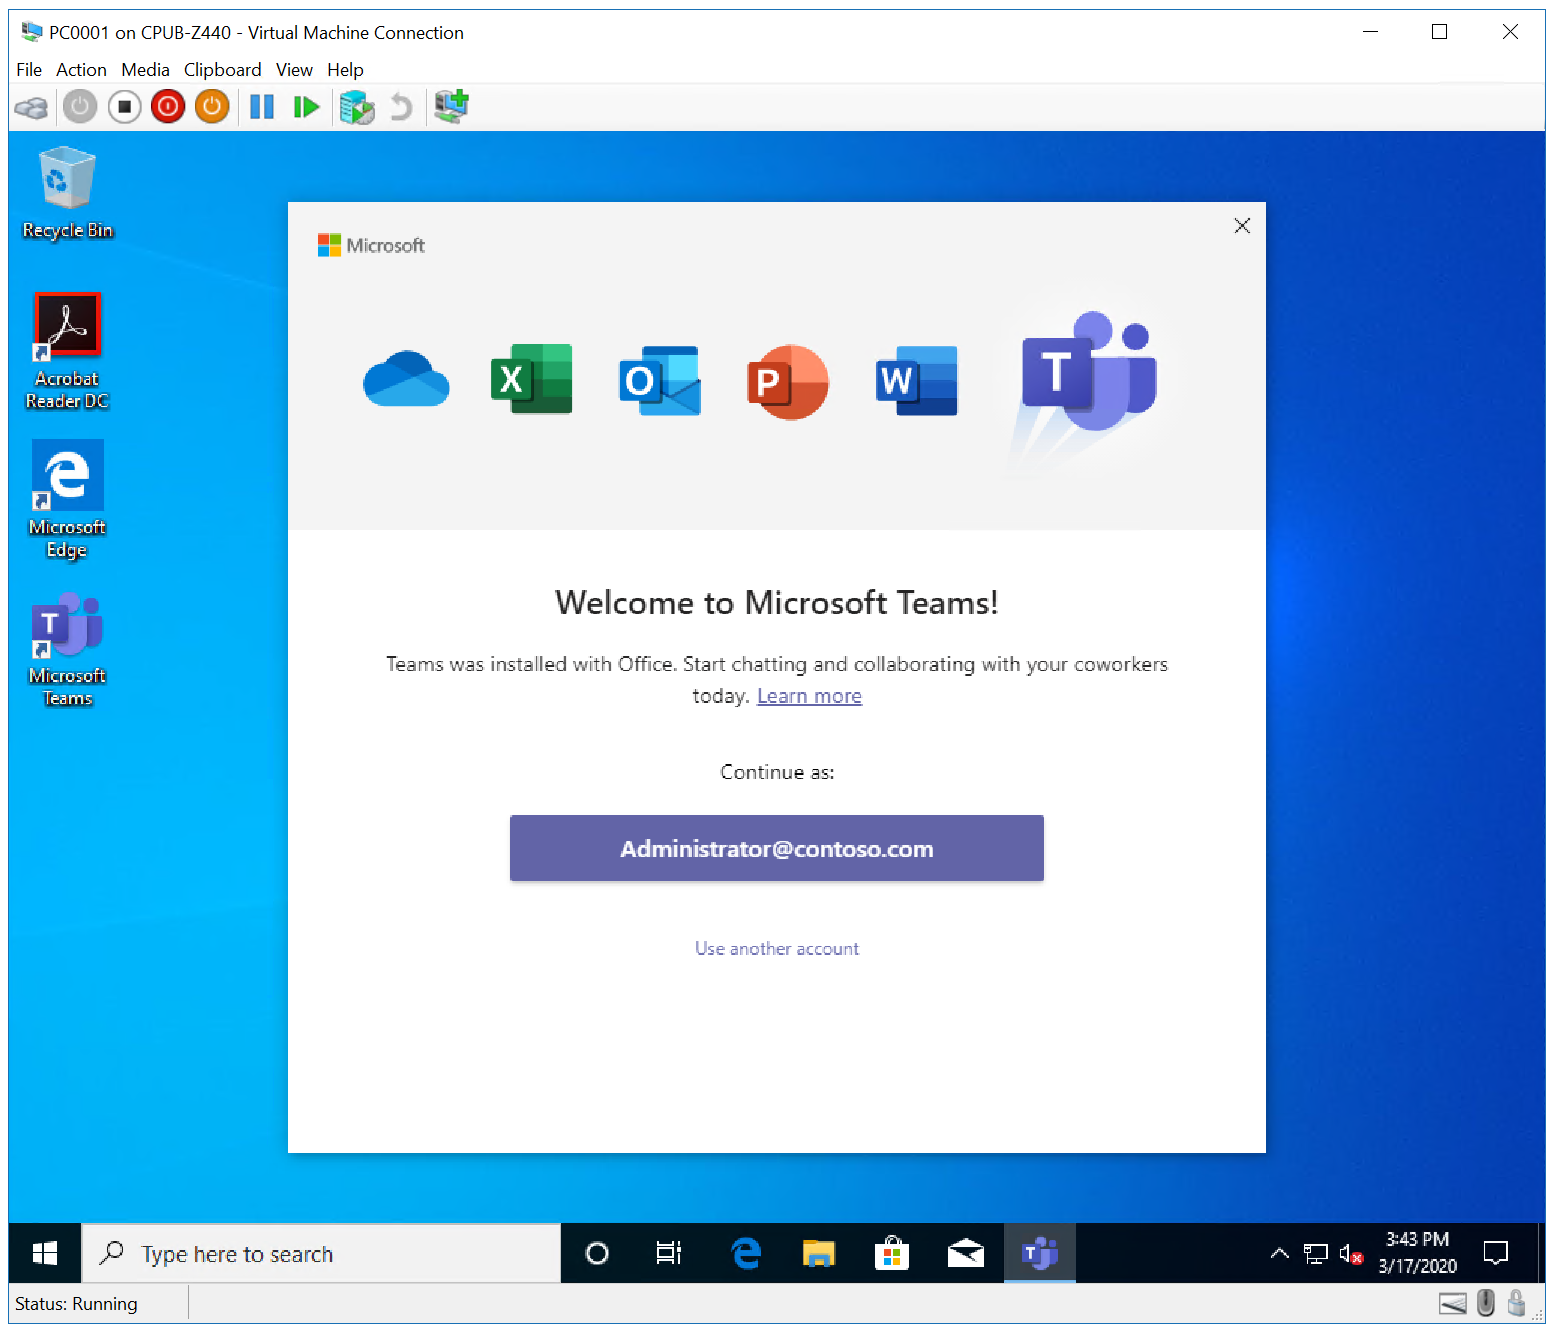 PC0001 on CPUB-Z440 - Virtual Machine Connection
File Action Media Clipboard View Help
Recycle Bin
Acrobat
Reader DC
Microsoft
Edge
Microsoft
Teams
Microsoft
X
O
P
W
T
Welcome to Microsoft Teams!
Teams was installed with Office. Start chatting and collaborating with your coworkers
today. Learn more
Continue as:
Administrator@contoso.com
Use another account
Type here to search
3:43 PM
3/17/2020
Status: Running